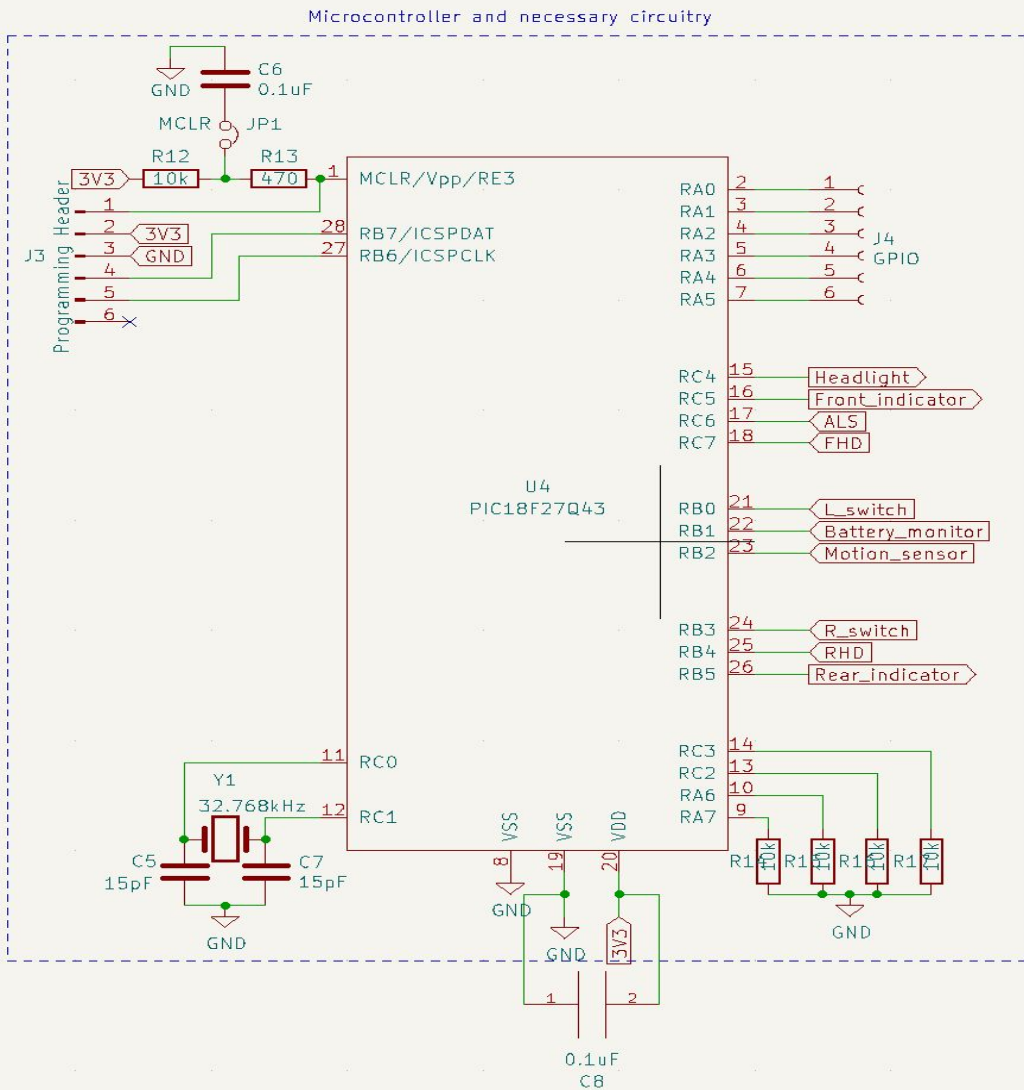 Microcontroller and necessary circuitry
GND
C6
0.1uF
MCLR
JP1
R12
R13
3V3
10k
470
1
MCLR/Vpp/RE3
J3
Programming Header
1
2
3V3
3
GND
4
5
6
28
RB7/ICSPDAT
27
RB6/ICSPCLK
RA0
2
1
RA1
3
2
RA2
4
3
RA3
5
4
RA4
6
5
RA5
7
6
J4
GPIO
RC4
15
Headlight
RC5
16
Front_indicator
RC6
17
ALS
RC7
18
FHD
U4
PIC18F27Q43
RB0
21
L_switch
RB1
22
Battery_monitor
RB2
23
Motion_sensor
RB3
24
R_switch
RB4
25
RHD
RB5
26
Rear_indicator
11
RC0
12
RC1
Y1
32.768kHz
C5
15pF
C7
15pF
GND
RC3
14
RC2
13
RA6
10
RA7
9
10k
10k
10k
10k
GND
VSS
8
VSS
19
VDD
20
GND
GND
3V3
1
2
0.1uF
C8